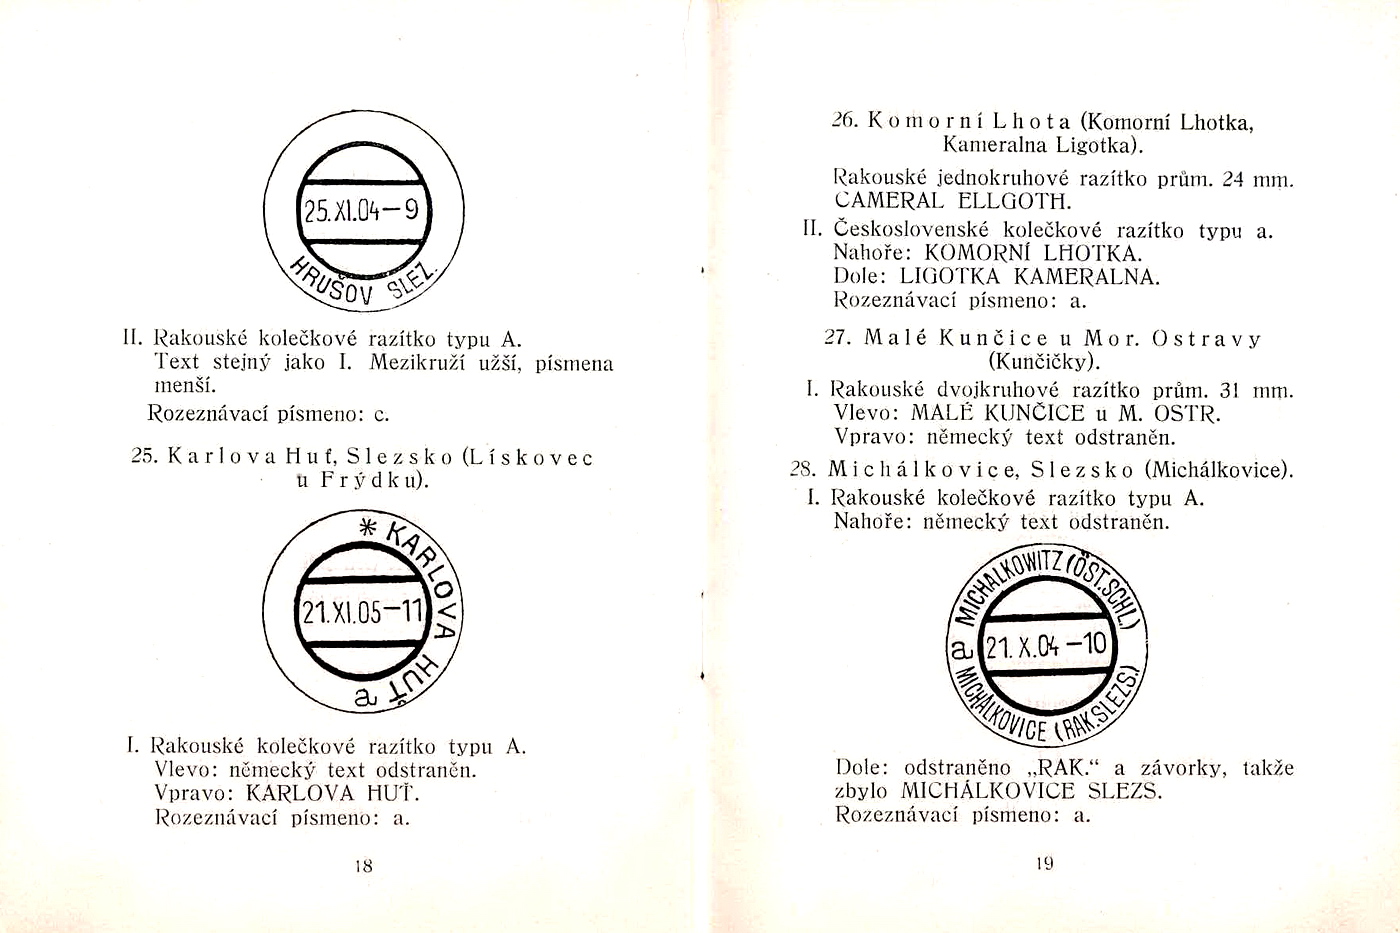 25.XI.04—9
HRUŠOV SLEZ.
II. Rakouské kolečkové razítko typu A.
Text stejný jako I. Mezikruží užší, písmena
menší.
Rozeznávací písmeno: c.
25. Karlova Huť, Slezsko (Lískovec
u Frýdku).
* KARLOVA HUŤ a
21.XI.05—11
I. Rakouské kolečkové razítko typu A.
Vlevo: německý text odstraněn.
Vpravo: KARLOVA HUŤ.
Rozeznávací písmeno: a.
18
26. Komorní Lhota (Komorní Lhotka,
Kameralna Ligotka).
Rakouské jednokruhové razítko prům. 24 mm.
CAMERAL ELLGOTH.
II. Československé kolečkové razítko typu a.
Nahoře: KOMORNÍ LHOTKA.
Dole: LIGOTKA KAMERALNA.
Rozeznávací písmeno: a.
27. Malé Kunčice u Mor. Ostravy
(Kunčičky).
I. Rakouské dvojkruhové razítko prům. 31 mm.
Vlevo: MALÉ KUNČICE u M. OSTR.
Vpravo: německý text odstraněn.
28. Michálkovice, Slezsko (Michálkovice).
I. Rakouské kolečkové razítko typu A.
Nahoře: německý text odstraněn.
MICHALKOWITZ (ÖST.SCHL.)
a 21.X.04—10
MICHÁLKOVICE (RAK.SLEZS.)
Dole: odstraněno „RAK.“ a závorky, takže
zbylo MICHÁLKOVICE SLEZS.
Rozeznávací písmeno: a.
19